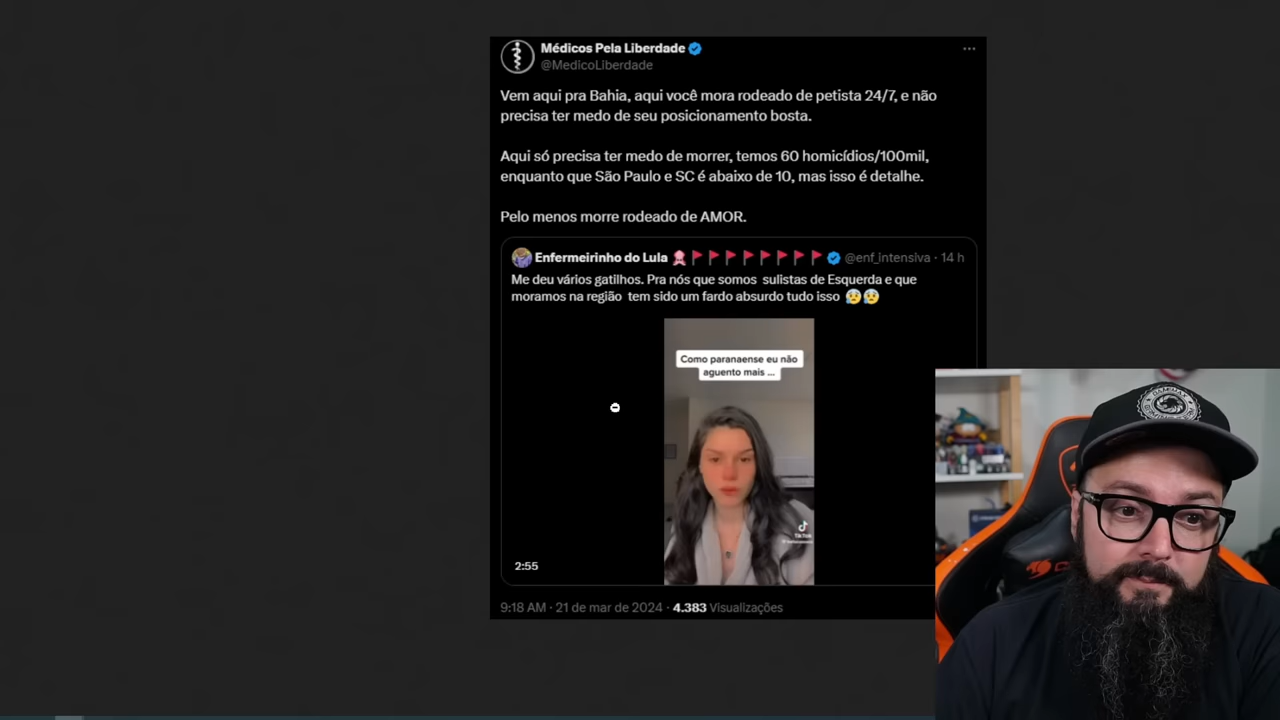 Médicos Pela Liberdade
@MedicoLiberdade
Vem aqui pra Bahia, aqui você mora rodeado de petista 24/7, e não
precisa ter medo de seu posicionamento bosta.
Aqui só precisa ter medo de morrer, temos 60 homicídios/100mil,
enquanto que São Paulo e SC é abaixo de 10, mas isso é detalhe.
Pelo menos morre rodeado de AMOR.
Enfermeirinho do Lula 🦑🚩🚩🚩🚩🚩🚩🚩🚩 @enf_intensiva · 14 h
Me deu vários gatilhos. Pra nós que somos sulistas de Esquerda e que
moramos na região tem sido um fardo absurdo tudo isso 😰😰
Como paranaense eu não
aguento mais ...
TikTok
2:55
9:18 AM · 21 de mar de 2024 · 4.383 Visualizações